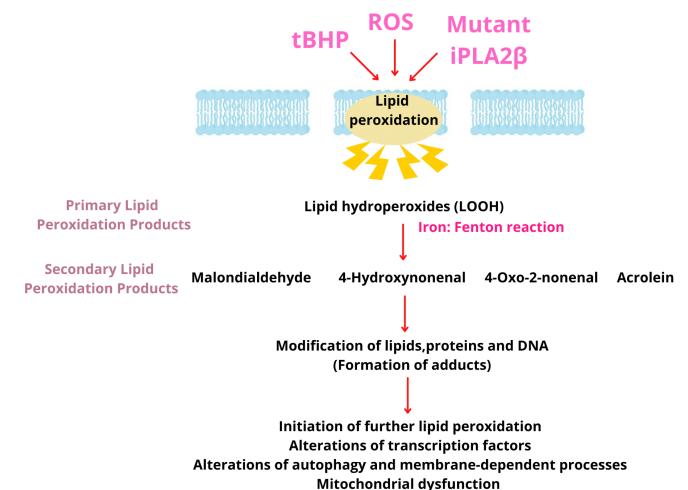 tBHP
ROS
Mutant
iPLA2β
Lipid
peroxidation
Primary Lipid
Peroxidation Products
Lipid hydroperoxides (LOOH)
Iron: Fenton reaction
Secondary Lipid
Peroxidation Products
Malondialdehyde 4-Hydroxynonenal 4-Oxo-2-nonenal Acrolein
Modification of lipids,proteins and DNA
(Formation of adducts)
Initiation of further lipid peroxidation
Alterations of transcription factors
Alterations of autophagy and membrane-dependent processes
Mitochondrial dysfunction